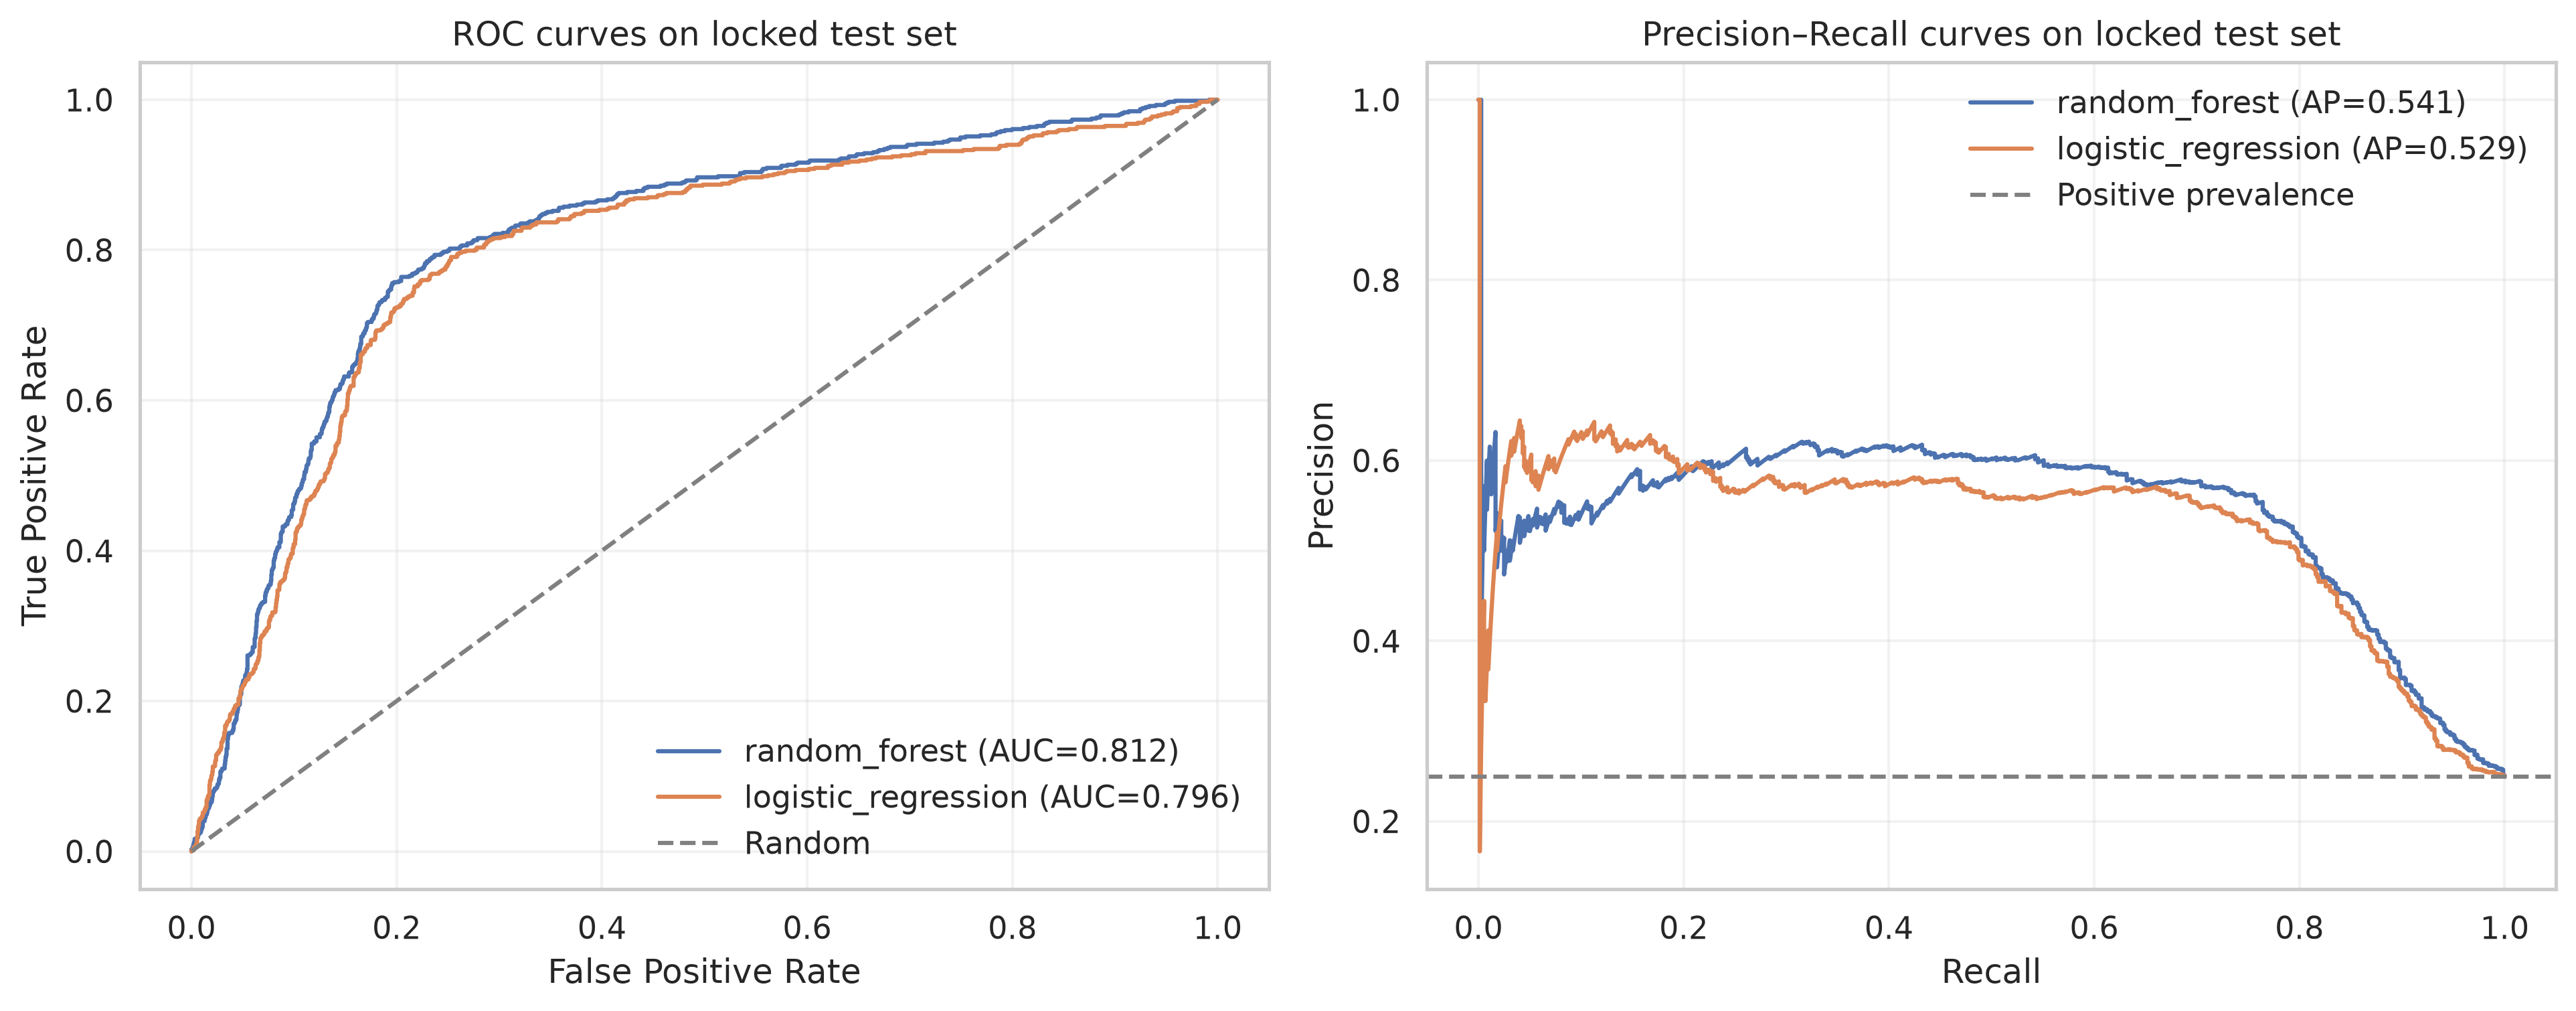 ROC curves on locked test set
True Positive Rate
1.0
0.8
0.6
0.4
0.2
0.0
random_forest (AUC=0.812)
logistic_regression (AUC=0.796)
Random
0.0 0.2 0.4 0.6 0.8 1.0
False Positive Rate
Precision–Recall curves on locked test set
Precision
1.0
0.8
0.6
0.4
0.2
random_forest (AP=0.541)
logistic_regression (AP=0.529)
Positive prevalence
0.0 0.2 0.4 0.6 0.8 1.0
Recall